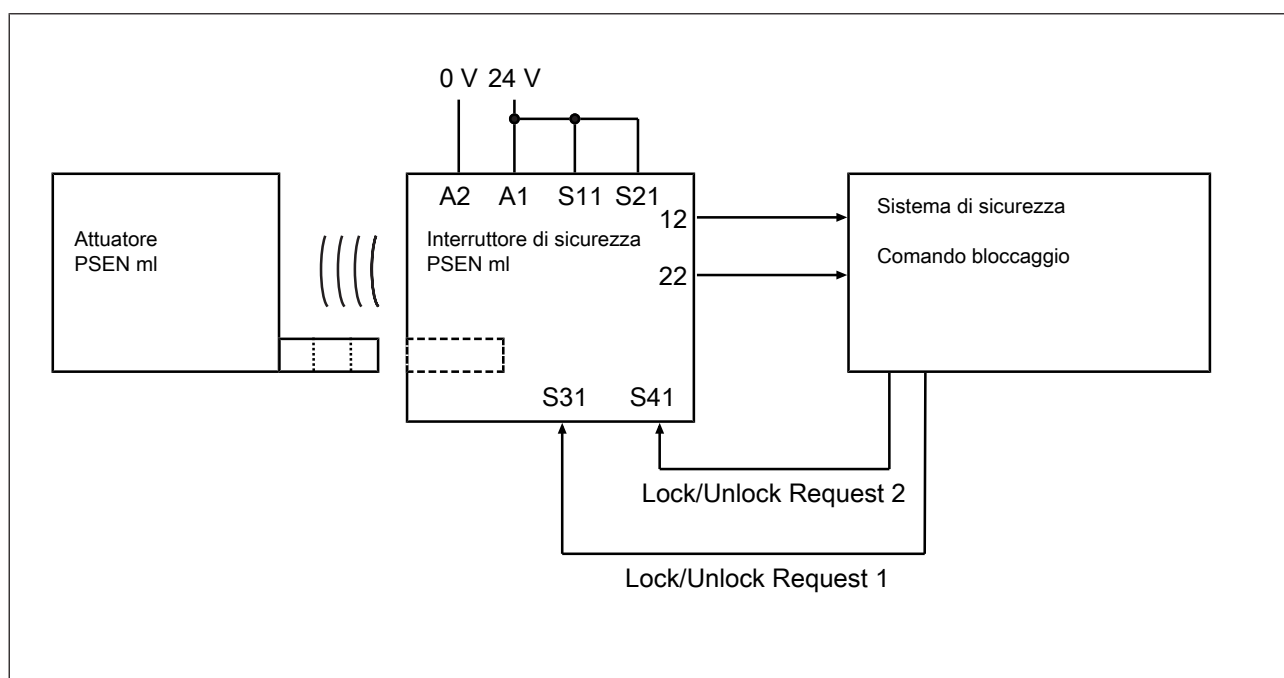 0 V 24 V
A2 A1 S11 S21
12
22
Attuatore
PSEN ml
Interruttore di sicurezza
PSEN ml
Sistema di sicurezza
Comando bloccaggio
S31 S41
Lock/Unlock Request 2
Lock/Unlock Request 1